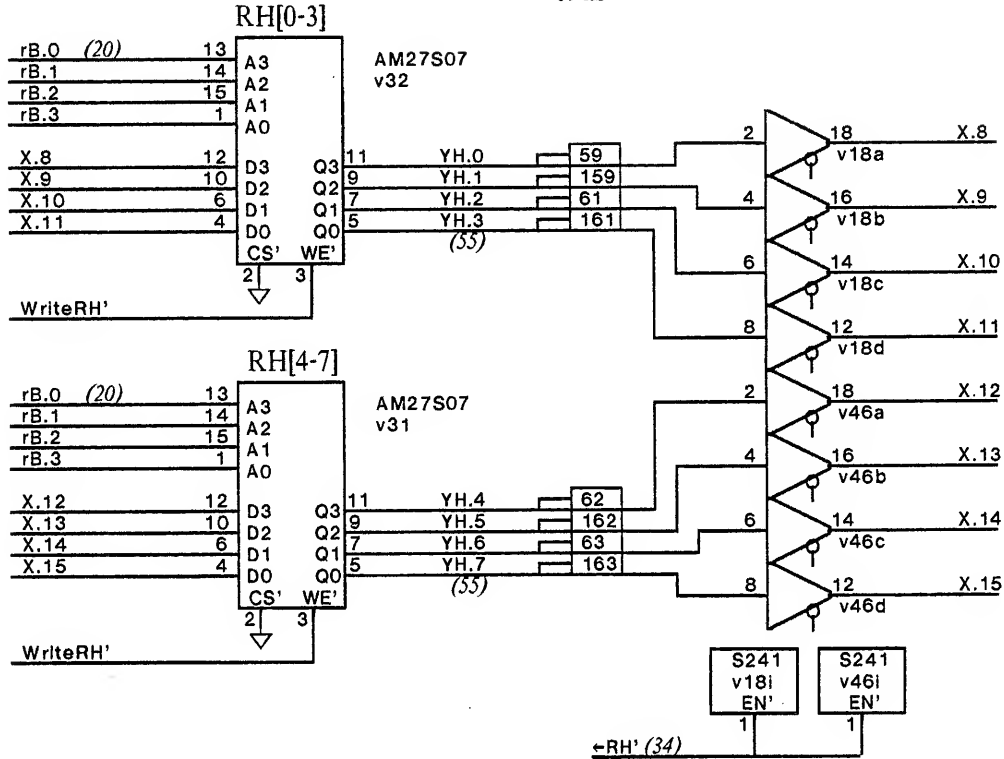 RH[0-3]
AM27S07
v32
rB.0 (20) 13 A3
rB.1 14 A2
rB.2 15 A1
rB.3 1 A0
X.8 12 D3 Q3 11 YH.0 59
X.9 10 D2 Q2 9 YH.1 159
X.10 6 D1 Q1 7 YH.2 61
X.11 4 D0 Q0 5 YH.3 161
(55)
CS' WE'
2 3
WriteRH'
2 18 X.8
v18a
4 16 X.9
v18b
6 14 X.10
v18c
8 12 X.11
v18d
RH[4-7]
AM27S07
v31
rB.0 (20) 13 A3
rB.1 14 A2
rB.2 15 A1
rB.3 1 A0
X.12 12 D3 Q3 11 YH.4 62
X.13 10 D2 Q2 9 YH.5 162
X.14 6 D1 Q1 7 YH.6 63
X.15 4 D0 Q0 5 YH.7 163
(55)
CS' WE'
2 3
WriteRH'
2 18 X.12
v46a
4 16 X.13
v46b
6 14 X.14
v46c
8 12 X.15
v46d
S241 S241
v18i v46i
EN' EN'
1 1
←RH' (34)